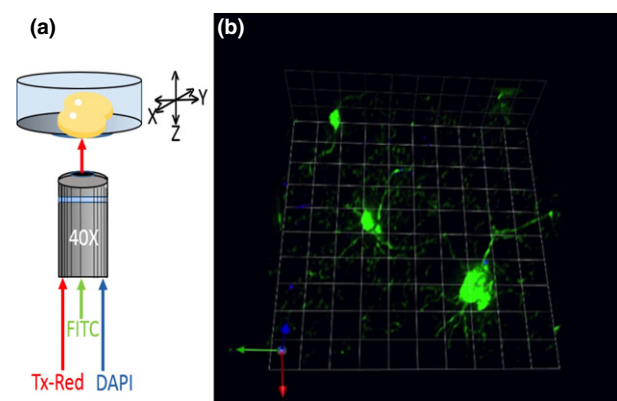 (a)
(b)
X
Y
Z
40X
FITC
Tx-Red
DAPI